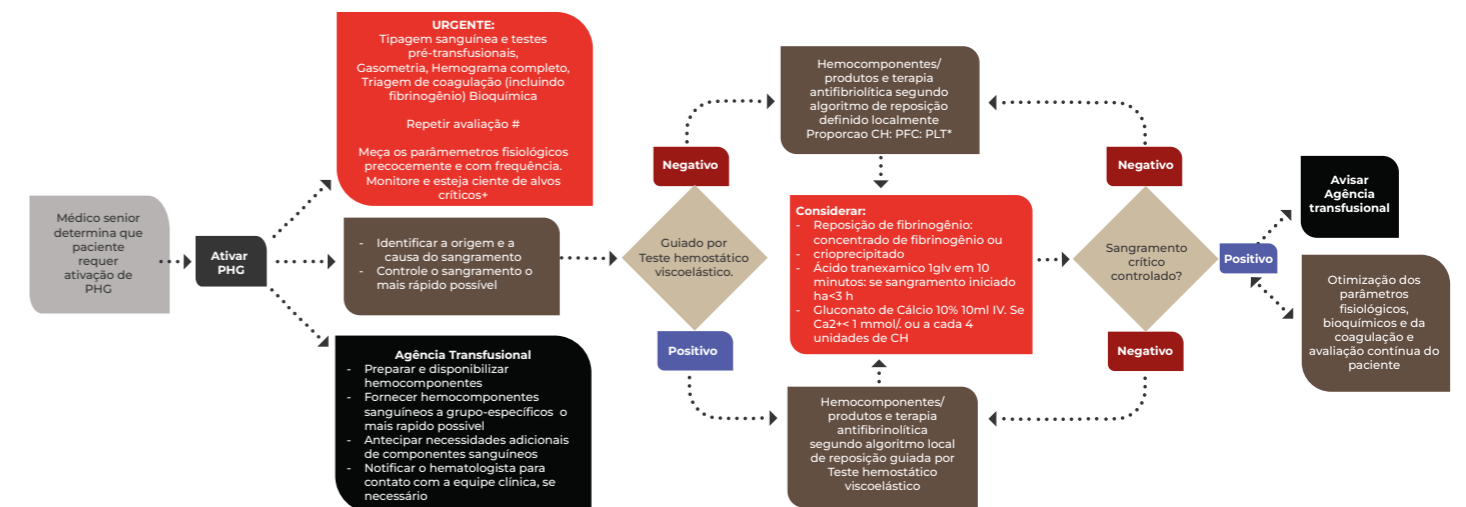 Médico senior
determina que
paciente
requer
ativação de
PHG
Ativar
PHG
URGENTE:
Tipagem sanguínea e testes
pré-transfusionais,
Gasometria, Hemograma completo,
Triagem de coagulação (incluindo
fibrinogênio) Bioquímica
Repetir avaliação #
Meça os parâmemetros fisiológicos
precocemente e com frequência.
Monitore e esteja ciente de alvos
críticos+
- Identificar a origem e a
causa do sangramento
- Controle o sangramento o
mais rápido possível
Agência Transfusional
- Preparar e disponibilizar
hemocomponentes
- Fornecer hemocomponentes
sanguíneos a grupo-específicos o
mais rapido possivel
- Antecipar necessidades adicionais
de componentes sanguíneos
- Notificar o hematologista para
contato com a equipe clínica, se
necessário
Negativo
Guiado por
Teste hemostático
viscoelástico.
Positivo
Hemocomponentes/
produtos e terapia
antifibriolítica segundo
algoritmo de reposição
definido localmente
Proporcao CH: PFC: PLT*
Considerar:
- Reposição de fibrinogênio:
concentrado de fibrinogênio ou
- crioprecipitado
- Ácido tranexamico 1glv em 10
minutos: se sangramento iniciado
ha<3 h
- Gluconato de Cálcio 10% 10ml IV. Se
Ca2+< 1 mmol/. ou a cada 4
unidades de CH
Hemocomponentes/
produtos e terapia
antifibrinolítica
segundo algoritmo local
de reposição guiada por
Teste hemostático
viscoelástico
Negativo
Sangramento
crítico
controlado?
Negativo
Positivo
Avisar
Agência
transfusional
Otimização dos
parâmetros
fisiológicos,
bioquímicos e da
coagulação e
avaliação contínua do
paciente